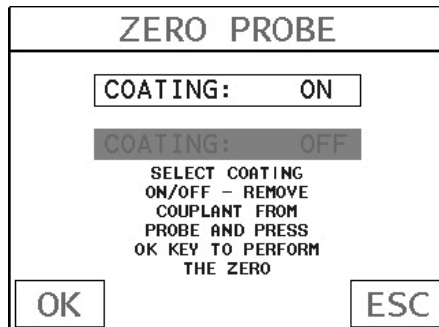 ZERO PROBE
COATING: ON
COATING: OFF
SELECT COATING
ON/OFF - REMOVE
COUPLANT FROM
PROBE AND PRESS
OK KEY TO PERFORM
THE ZERO
OK ESC